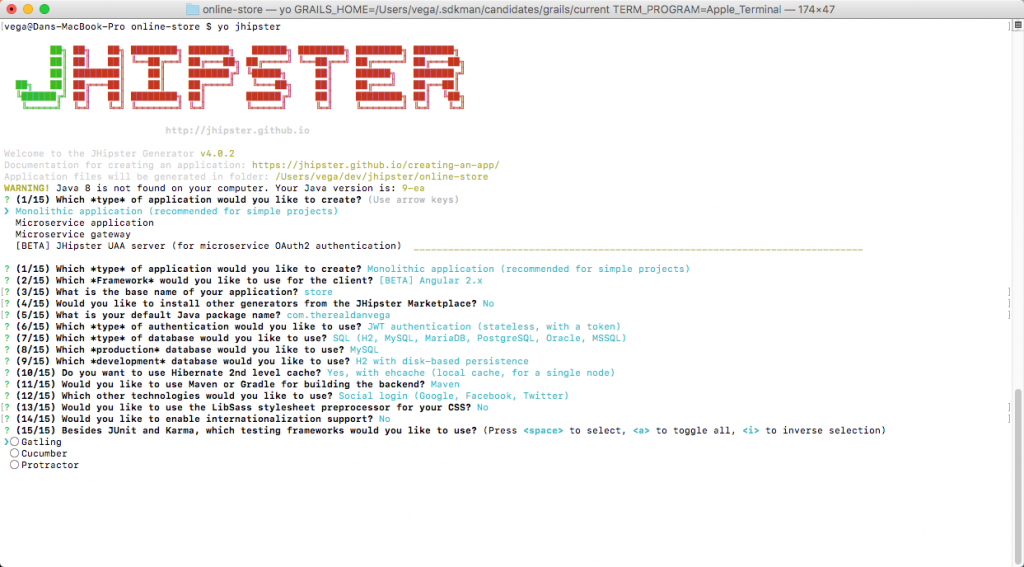 online-store — yo GRAILS_HOME=/Users/vega/.sdkman/candidates/grails/current TERM_PROGRAM=Apple_Terminal — 174×47
[vega@Dans-MacBook-Pro online-store $ yo jhipster ]
JHIPSTER
http://jhipster.github.io
Welcome to the JHipster Generator v4.0.2
Documentation for creating an application: https://jhipster.github.io/creating-an-app/
Application files will be generated in folder: /Users/vega/dev/jhipster/online-store
WARNING! Java 8 is not found on your computer. Your Java version is: 9-ea
? (1/15) Which *type* of application would you like to create? (Use arrow keys)
❯ Monolithic application (recommended for simple projects)
Microservice application
Microservice gateway
[BETA] JHipster UAA server (for microservice OAuth2 authentication)
? (1/15) Which *type* of application would you like to create? Monolithic application (recommended for simple projects)
? (2/15) Which *Framework* would you like to use for the client? [BETA] Angular 2.x
[? (3/15) What is the base name of your application? store ]
[? (4/15) Would you like to install other generators from the JHipster Marketplace? No ]
[? (5/15) What is your default Java package name? com.therealdanvega ]
? (6/15) Which *type* of authentication would you like to use? JWT authentication (stateless, with a token)
? (7/15) Which *type* of database would you like to use? SQL (H2, MySQL, MariaDB, PostgreSQL, Oracle, MSSQL)
? (8/15) Which *production* database would you like to use? MySQL
? (9/15) Which *development* database would you like to use? H2 with disk-based persistence
? (10/15) Do you want to use Hibernate 2nd level cache? Yes, with ehcache (local cache, for a single node)
? (11/15) Would you like to use Maven or Gradle for building the backend? Maven
? (12/15) Which other technologies would you like to use? Social login (Google, Facebook, Twitter)
[? (13/15) Would you like to use the LibSass stylesheet preprocessor for your CSS? No ]
[? (14/15) Would you like to enable internationalization support? No ]
? (15/15) Besides JUnit and Karma, which testing frameworks would you like to use? (Press <space> to select, <a> to toggle all, <i> to inverse selection)
❯◯ Gatling
◯ Cucumber
◯ Protractor